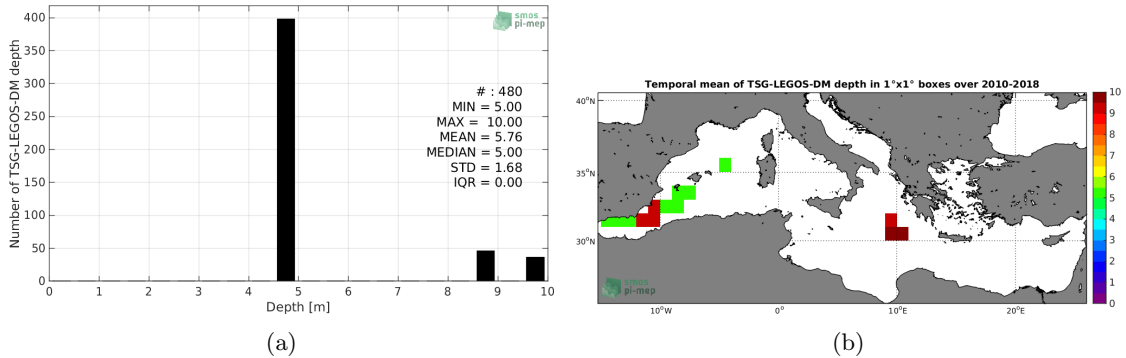 400
350
300
250
200
150
100
50
0
Number of TSG-LEGOS-DM depth
smos
pi-mep
# : 480
MIN = 5.00
MAX = 10.00
MEAN = 5.76
MEDIAN = 5.00
STD = 1.68
IQR = 0.00
0 1 2 3 4 5 6 7 8 9 10
Depth [m]
(a)
Temporal mean of TSG-LEGOS-DM depth in 1°x1° boxes over 2010-2018
40°N
35°N
30°N
smos
pi-mep
10°W 0° 10°E 20°E
10
9
8
7
6
5
4
3
2
1
0
(b)